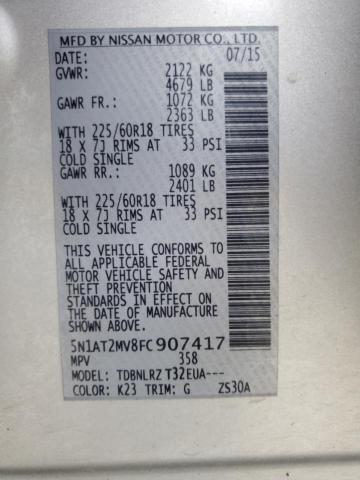 MFD BY NISSAN MOTOR CO., LTD.
DATE: 07/15
GVWR: 2122 KG
4679 LB
GAWR FR.: 1072 KG
2363 LB
WITH 225/60R18 TIRES
18 X 7J RIMS AT 33 PSI
COLD SINGLE
GAWR RR.: 1089 KG
2401 LB
WITH 225/60R18 TIRES
18 X 7J RIMS AT 33 PSI
COLD SINGLE
THIS VEHICLE CONFORMS TO
ALL APPLICABLE FEDERAL
MOTOR VEHICLE SAFETY AND
THEFT PREVENTION
STANDARDS IN EFFECT ON
THE DATE OF MANUFACTURE
SHOWN ABOVE.
5N1AT2MV8FC907417
MPV 358
MODEL: TDBNLRZ T32EUA---
COLOR: K23 TRIM: G ZS30A